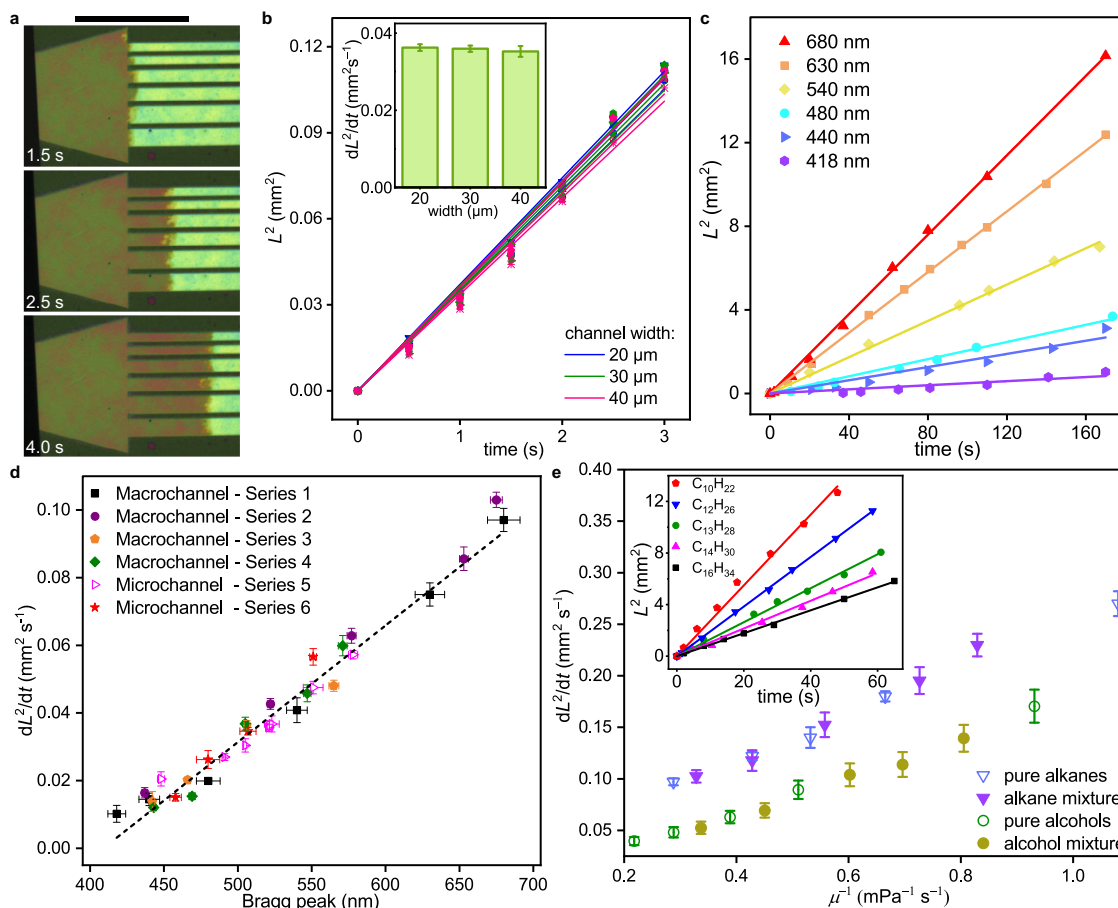 a
1.5 s
2.5 s
4.0 s
b
L² (mm²)
0.12
0.09
0.06
0.03
0.00
0 1 2 3
time (s)
dL²/dt (mm²s⁻¹)
0.04
0.02
0.00
20 30 40
width (µm)
channel width:
20 µm
30 µm
40 µm
c
L² (mm²)
16
12
8
4
0
0 40 80 120 160
time (s)
680 nm
630 nm
540 nm
480 nm
440 nm
418 nm
d
dL²/dt (mm² s⁻¹)
0.10
0.08
0.06
0.04
0.02
0.00
400 450 500 550 600 650 700
Bragg peak (nm)
Macrochannel - Series 1
Macrochannel - Series 2
Macrochannel - Series 3
Macrochannel - Series 4
Microchannel - Series 5
Microchannel - Series 6
e
dL²/dt (mm² s⁻¹)
0.40
0.35
0.30
0.25
0.20
0.15
0.10
0.05
0.2 0.4 0.6 0.8 1.0
µ⁻¹ (mPa⁻¹ s⁻¹)
L² (mm²)
12
8
4
0
0 20 40 60
time (s)
C₁₀H₂₂
C₁₂H₂₆
C₁₃H₂₈
C₁₄H₃₀
C₁₆H₃₄
pure alkanes
alkane mixture
pure alcohols
alcohol mixture